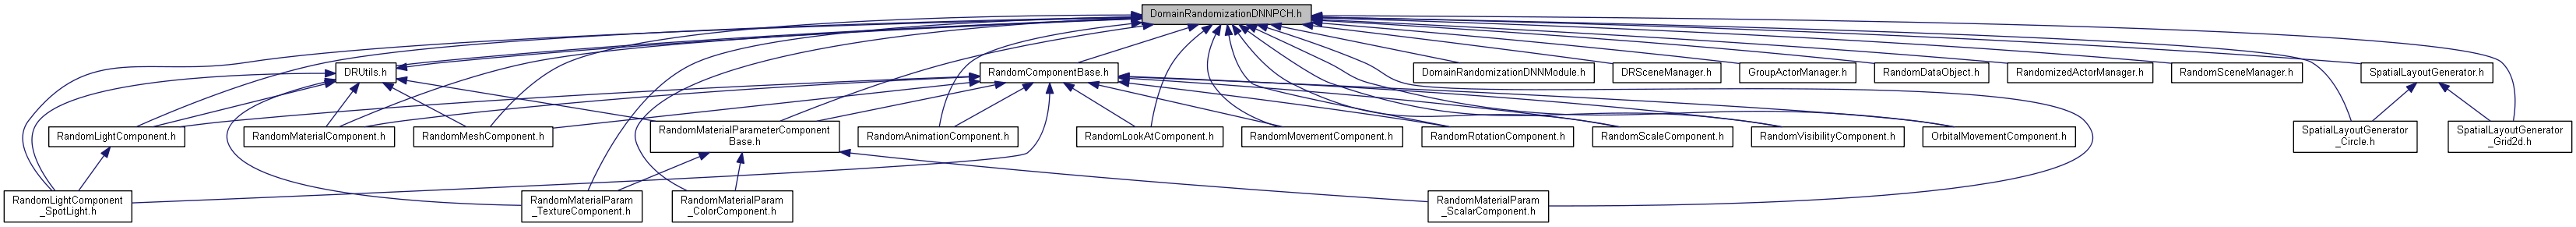 DomainRandomizationDNNPCH.h
DRUtils.h
RandomComponentBase.h
DomainRandomizationDNNModule.h
DRSceneManager.h
GroupActorManager.h
RandomDataObject.h
RandomizedActorManager.h
RandomSceneManager.h
SpatialLayoutGenerator.h
RandomLightComponent.h
RandomMaterialComponent.h
RandomMeshComponent.h
RandomMaterialParameterComponent
Base.h
RandomAnimationComponent.h
RandomLookAtComponent.h
RandomMovementComponent.h
RandomRotationComponent.h
RandomScaleComponent.h
RandomVisibilityComponent.h
OrbitalMovementComponent.h
SpatialLayoutGenerator
_Circle.h
SpatialLayoutGenerator
_Grid2d.h
RandomLightComponent
_SpotLight.h
RandomMaterialParam
_TextureComponent.h
RandomMaterialParam
_ColorComponent.h
RandomMaterialParam
_ScalarComponent.h